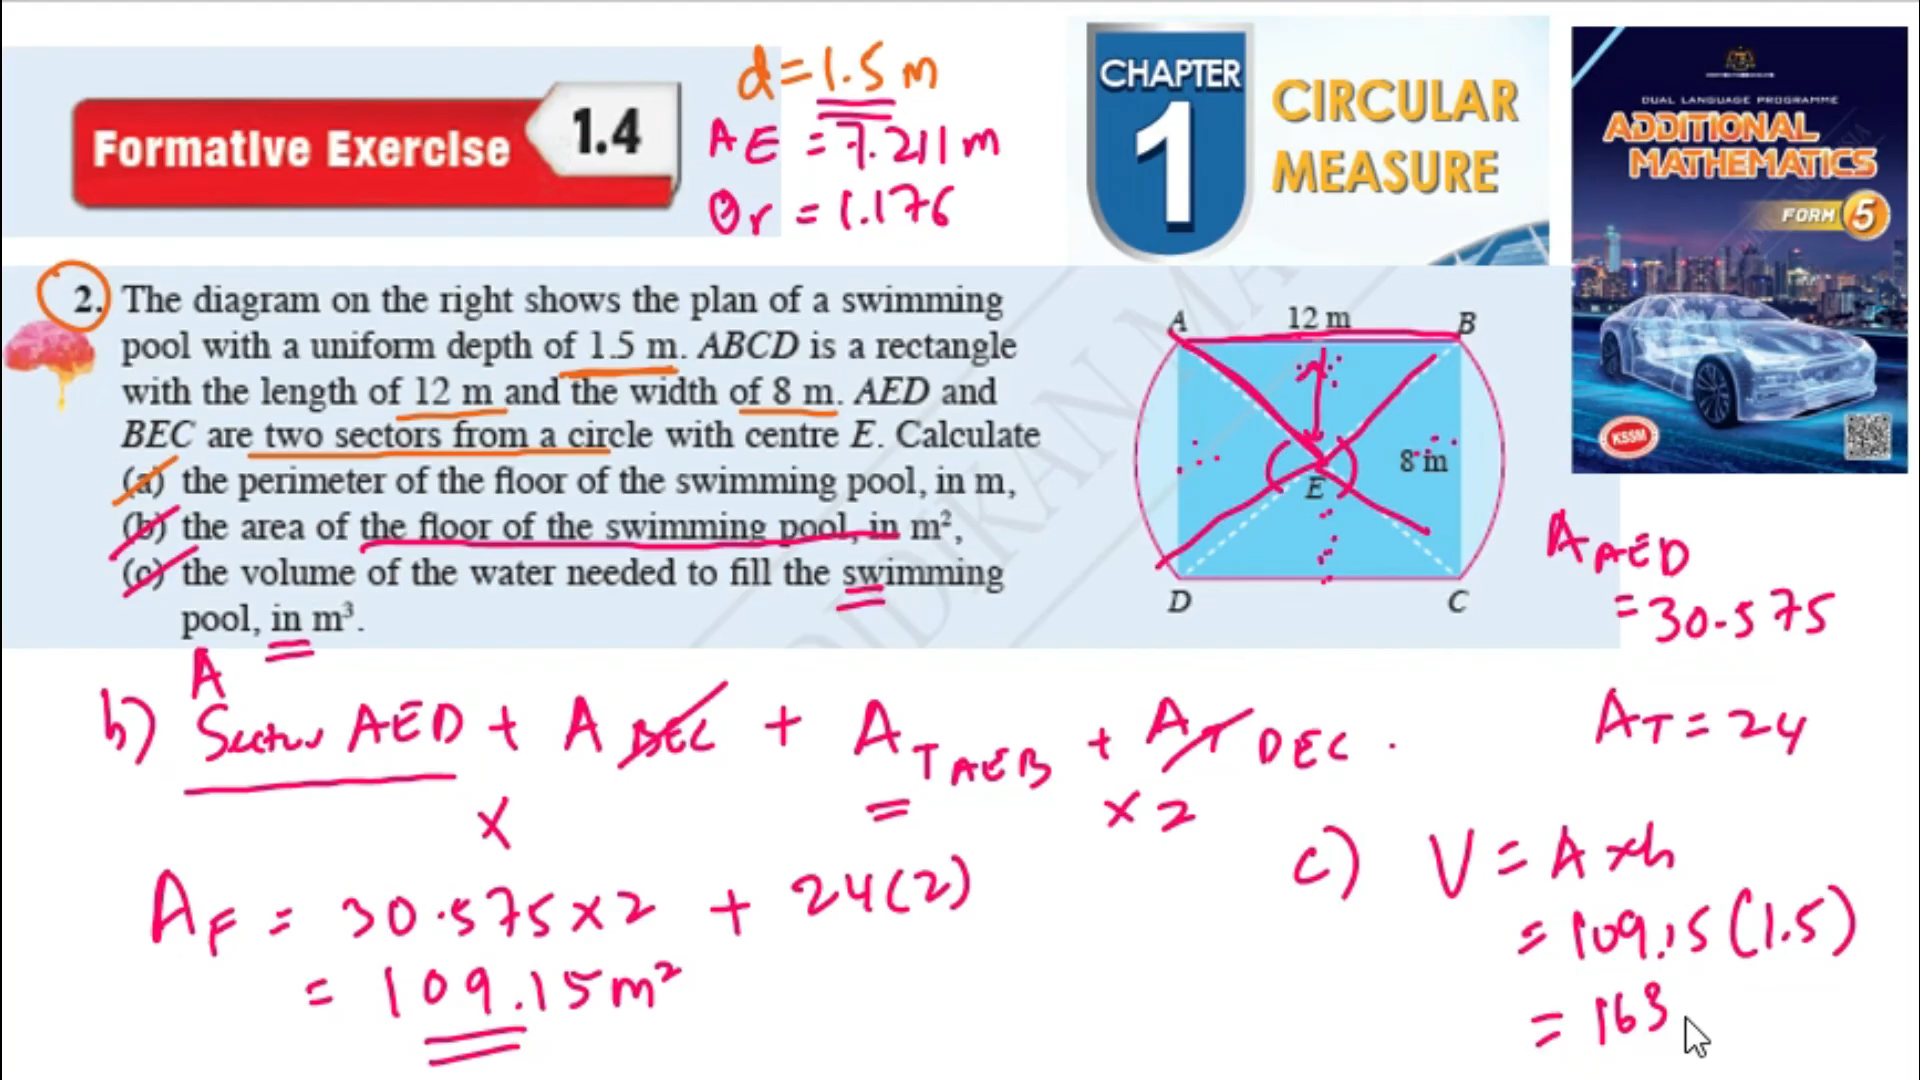 Formative Exercise 1.4
d = 1.5 m
AE = 7.211 m
θr = 1.176
CHAPTER
1
CIRCULAR
MEASURE
DUAL LANGUAGE PROGRAMME
ADDITIONAL
MATHEMATICS
FORM 5
KSSM
2. The diagram on the right shows the plan of a swimming
pool with a uniform depth of 1.5 m. ABCD is a rectangle
with the length of 12 m and the width of 8 m. AED and
BEC are two sectors from a circle with centre E. Calculate
(a) the perimeter of the floor of the swimming pool, in m,
(b) the area of the floor of the swimming pool, in m²,
(c) the volume of the water needed to fill the swimming
pool, in m³.
A 12 m B
8 m
E
D C
A AED
= 30.575
A T = 24
A
b) Sector AED + A BEC + A T AEB + A T DEC.
x x 2
A F = 30.575 x 2 + 24(2)
= 109.15 m²
c) V = A x h
= 109.15 (1.5)
= 163